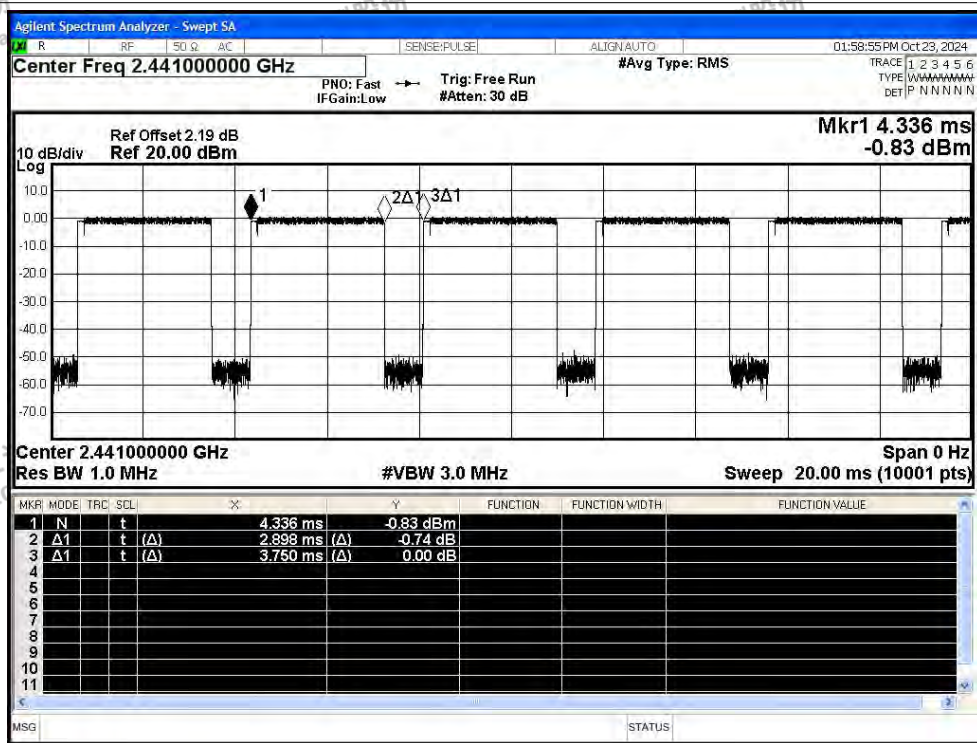 Agilent Spectrum Analyzer - Swept SA
R RF 50 Ω AC SENSE:PULSE ALIGN AUTO 01:58:55 PM Oct 23, 2024
Center Freq 2.441000000 GHz #Avg Type: RMS TRACE 1 2 3 4 5 6
PNO: Fast Trig: Free Run TYPE WWWWWW
IFGain:Low #Atten: 30 dB DET P N N N N N
Ref Offset 2.19 dB Mkr1 4.336 ms
10 dB/div Ref 20.00 dBm -0.83 dBm
Log
10.0
1 2Δ1 3Δ1
0.00
-10.0
-20.0
-30.0
-40.0
-50.0
-60.0
-70.0
Center 2.441000000 GHz Span 0 Hz
Res BW 1.0 MHz #VBW 3.0 MHz Sweep 20.00 ms (10001 pts)
MKR MODE TRC SCL X Y FUNCTION FUNCTION WIDTH FUNCTION VALUE
1 N t 4.336 ms -0.83 dBm
2 Δ1 t (Δ) 2.898 ms (Δ) -0.74 dB
3 Δ1 t (Δ) 3.750 ms (Δ) 0.00 dB
4
5
6
7
8
9
10
11
MSG STATUS